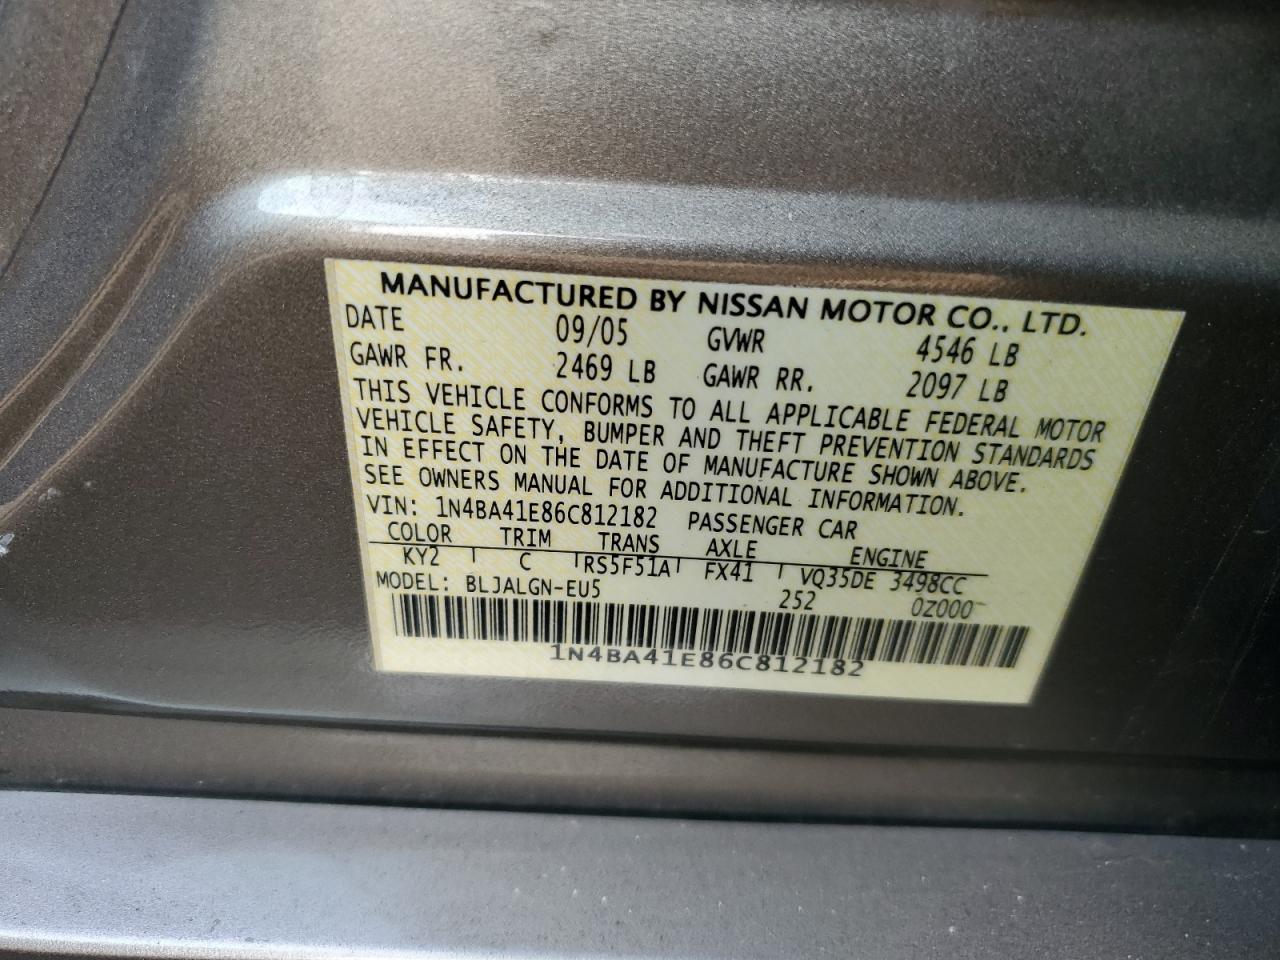 MANUFACTURED BY NISSAN MOTOR CO., LTD.
DATE 09/05 GVWR 4546 LB
GAWR FR. 2469 LB GAWR RR. 2097 LB
THIS VEHICLE CONFORMS TO ALL APPLICABLE FEDERAL MOTOR
VEHICLE SAFETY, BUMPER AND THEFT PREVENTION STANDARDS
IN EFFECT ON THE DATE OF MANUFACTURE SHOWN ABOVE.
SEE OWNERS MANUAL FOR ADDITIONAL INFORMATION.
VIN: 1N4BA41E86C812182 PASSENGER CAR
COLOR TRIM TRANS AXLE ENGINE
KY2 C RS5F51A FX41 VQ35DE 3498CC
MODEL: BLJALGN-EU5 252 0Z000
1N4BA41E86C812182